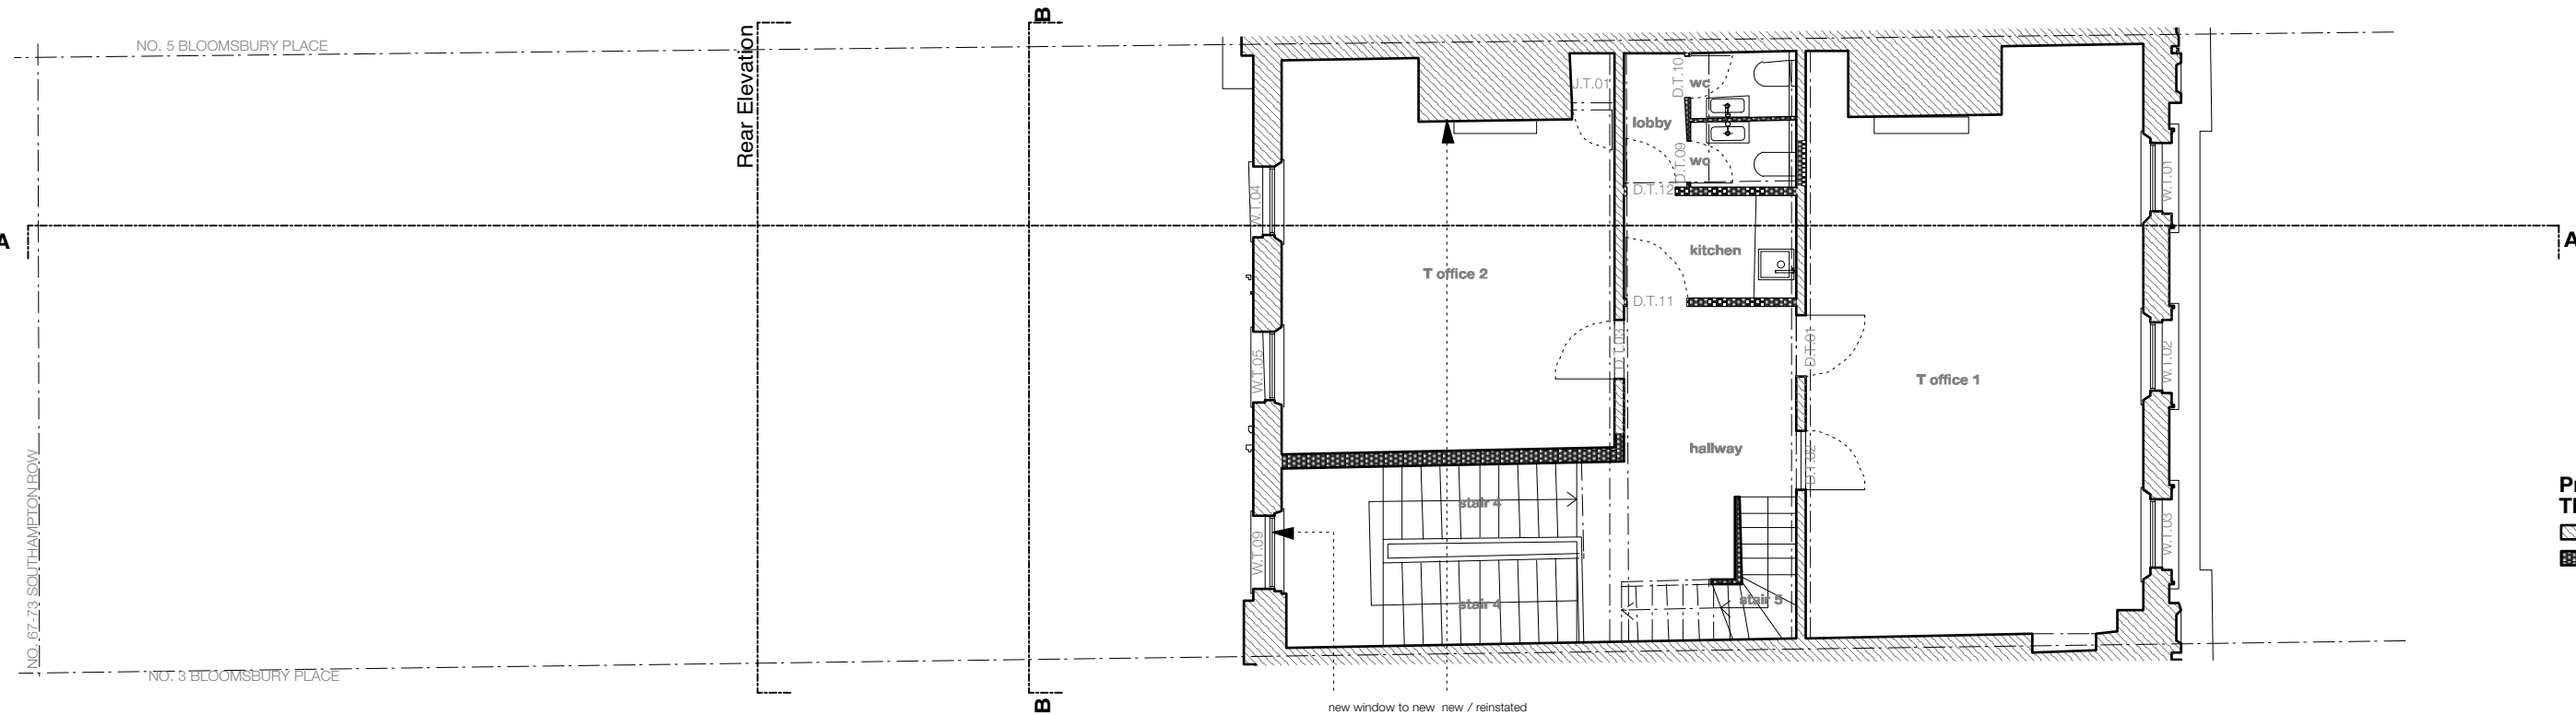 NO. 5 BLOOMSBURY PLACE
Rear Elevation
B
J.T.01
D.T.10
wc
lobby
D.T.09
wc
D.T.12
W.T.04
W.T.01
A
A
kitchen
T office 2
D.T.11
D.T.03
D.T.01
W.T.05
W.T.02
T office 1
hallway
D.T.02
NO. 67-73 SOUTHAMPTON ROW
stair 4
W.T.09
W.T.03
stair 4
stair 5
NO. 3 BLOOMSBURY PLACE
B
new window to new new / reinstated